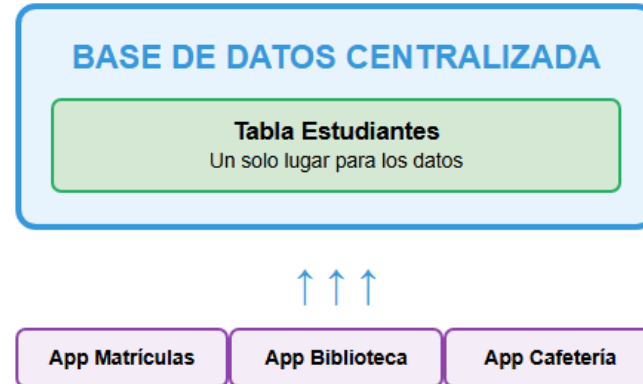 BASE DE DATOS CENTRALIZADA
Tabla Estudiantes
Un solo lugar para los datos
↑ ↑ ↑
App Matrículas
App Biblioteca
App Cafetería